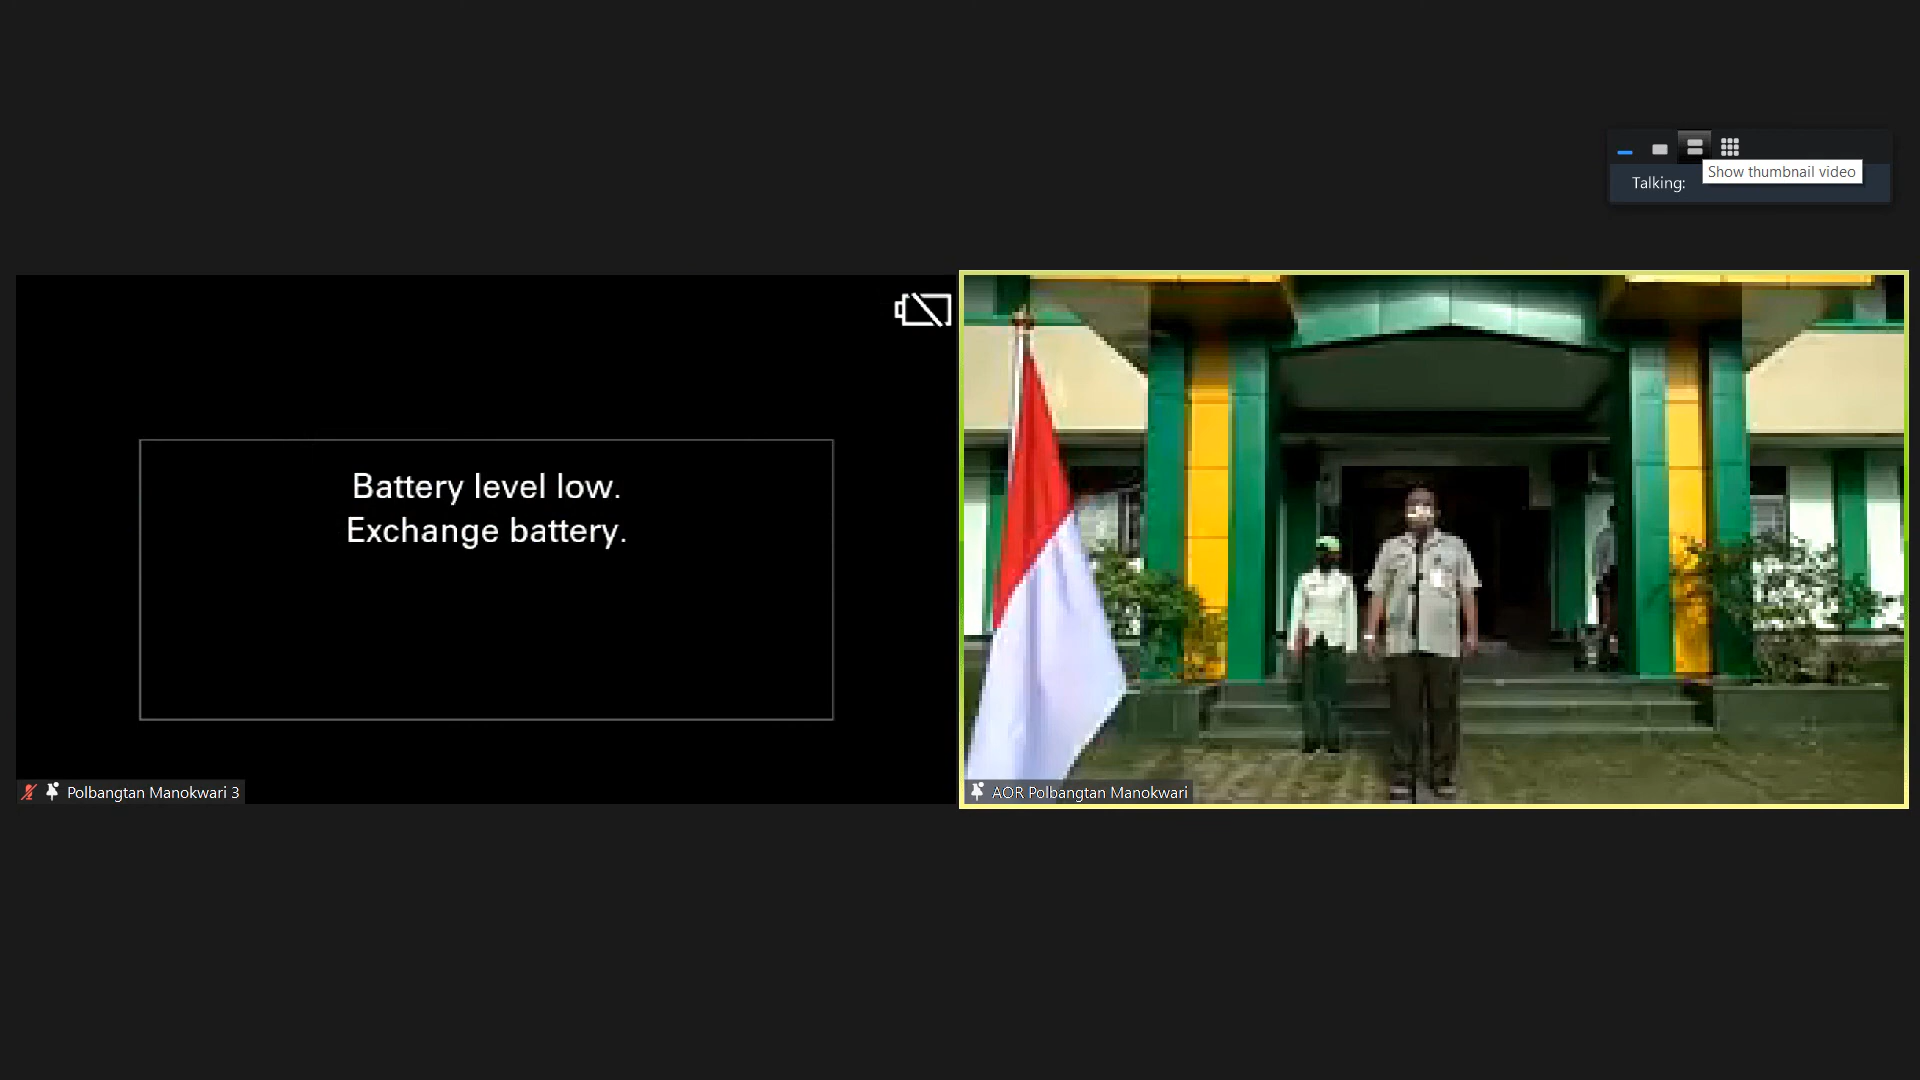 Show thumbnail video
Talking:
Battery level low.
Exchange battery.
Polbangtan Manokwari 3
AOR Polbangtan Manokwari